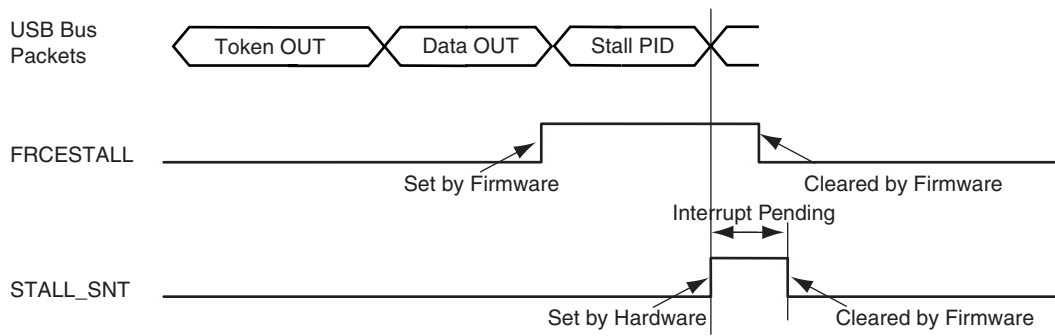 USB Bus
Packets
Token OUT
Data OUT
Stall PID
FRCESTALL
Set by Firmware
Cleared by Firmware
Interrupt Pending
STALL_SNT
Set by Hardware
Cleared by Firmware